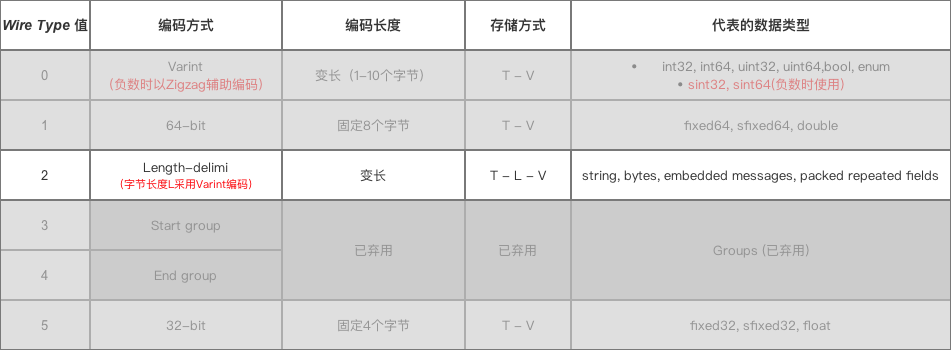 Wire Type 值 编码方式 编码长度 存储方式 代表的数据类型
0 Varint 变长（1-10个字节） T - V • int32, int64, uint32, uint64,bool, enum
（负数时以Zigzag辅助编码） • sint32, sint64(负数时使用)
1 64-bit 固定8个字节 T - V fixed64, sfixed64, double
2 Length-delimi 变长 T - L - V string, bytes, embedded messages, packed repeated fields
（字节长度L采用Varint编码）
3 Start group 已弃用 已弃用 Groups (已弃用)
4 End group
5 32-bit 固定4个字节 T - V fixed32, sfixed32, float